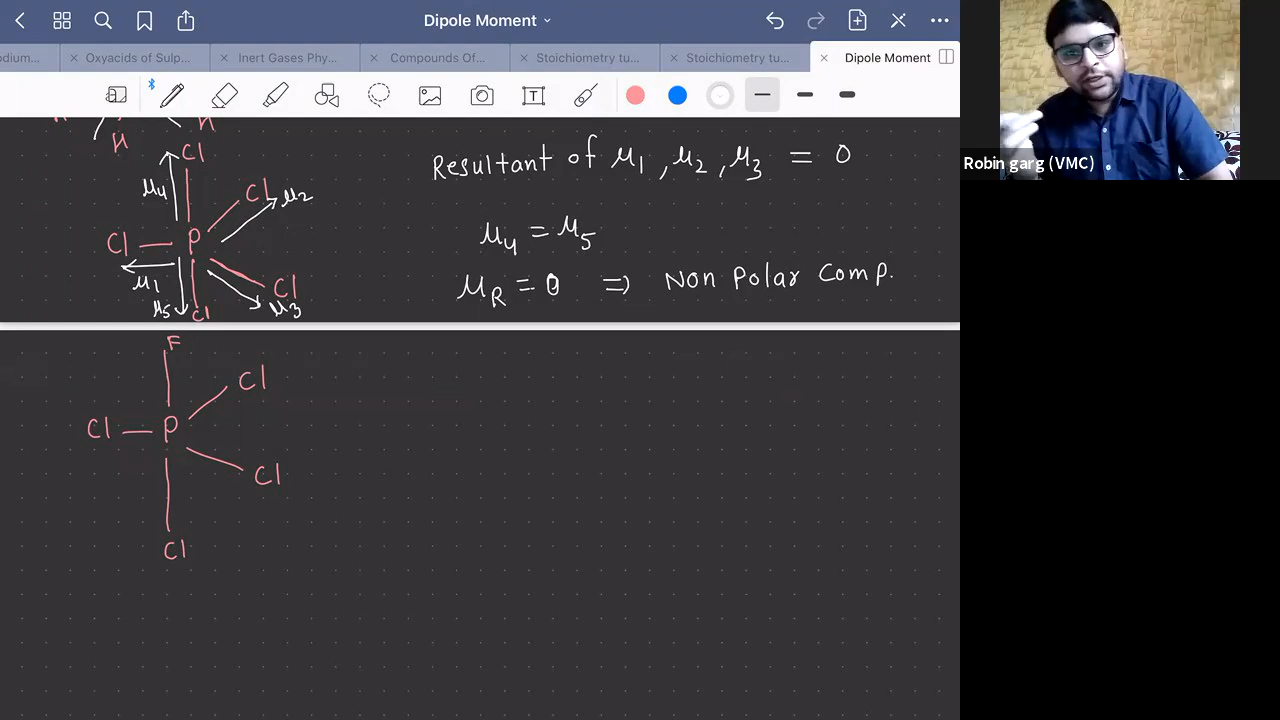 Dipole Moment
odium...
Oxyacids of Sulp...
Inert Gases Phy...
Compounds Of...
Stoichiometry tu...
Stoichiometry tu...
Dipole Moment
T
H
H
Cl
μ4
Cl
μ2
Cl
P
μ1
μ5
Cl
Cl
μ3
Resultant of μ1, μ2, μ3 = 0
μ4 = μ5
μR = 0 ⇒ Non Polar Comp.
F
Cl
Cl
P
Cl
Cl
Robin garg (VMC)